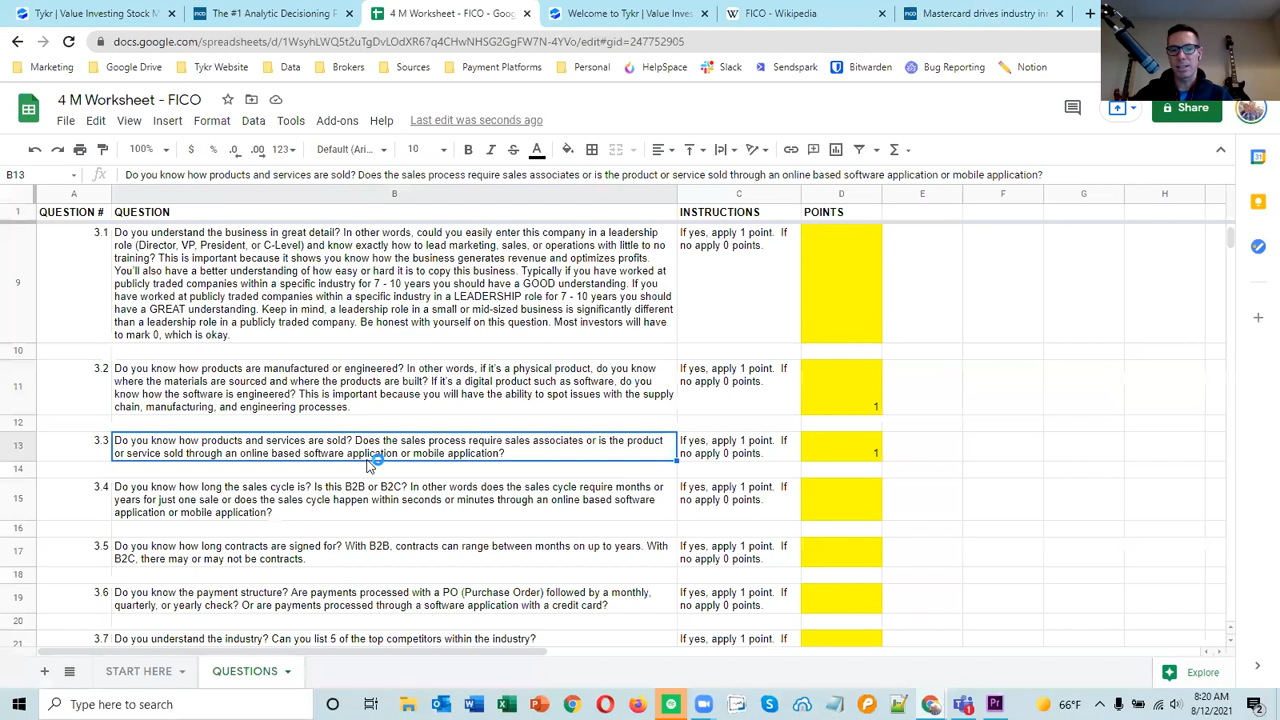 Tykr | Value Investing Stock M
The #1 Analytic Decisioning F
4 M Worksheet - FICO - Goog
Welcome to Tykr | Value Inves
FICO - Wikipedia
Mastercard drives industry in
docs.google.com/spreadsheets/d/1WsyhLWQ5t2uTgDvLOdXR67q4CHwNHSG2GgFW7N-4YVo/edit#gid=247752905
Marketing Google Drive Tykr Website Data Brokers Sources Payment Platforms Personal HelpSpace Slack Sendspark Bitwarden Bug Reporting Notion
4 M Worksheet - FICO
Share
File Edit View Insert Format Data Tools Add-ons Help Last edit was seconds ago
100% $ % .0 .00 123 Default (Ari... 10 B I S A
B13 fx Do you know how products and services are sold? Does the sales process require sales associates or is the product or service sold through an online based software application or mobile application?
A B C D E F G H
1 QUESTION # QUESTION INSTRUCTIONS POINTS
3.1 Do you understand the business in great detail? In other words, could you easily enter this company in a leadership If yes, apply 1 point. If
role (Director, VP, President, or C-Level) and know exactly how to lead marketing, sales, or operations with little to no no apply 0 points.
training? This is important because it shows you know how the business generates revenue and optimizes profits.
You'll also have a better understanding of how easy or hard it is to copy this business. Typically if you have worked at
9 publicly traded companies within a specific industry for 7 - 10 years you should have a GOOD understanding. If you
have worked at publicly traded companies within a specific industry in a LEADERSHIP role for 7 - 10 years you should
have a GREAT understanding. Keep in mind, a leadership role in a small or mid-sized business is significantly different
than a leadership role in a publicly traded company. Be honest with yourself on this question. Most investors will have
to mark 0, which is okay.
10
3.2 Do you know how products are manufactured or engineered? In other words, if it's a physical product, do you know If yes, apply 1 point. If
where the materials are sourced and where the products are built? If it's a digital product such as software, do you no apply 0 points.
11 know how the software is engineered? This is important because you will have the ability to spot issues with the supply
chain, manufacturing, and engineering processes. 1
12
3.3 Do you know how products and services are sold? Does the sales process require sales associates or is the product If yes, apply 1 point. If
13 or service sold through an online based software application or mobile application? no apply 0 points. 1
14
3.4 Do you know how long the sales cycle is? Is this B2B or B2C? In other words does the sales cycle require months or If yes, apply 1 point. If
15 years for just one sale or does the sales cycle happen within seconds or minutes through an online based software no apply 0 points.
application or mobile application?
16
3.5 Do you know how long contracts are signed for? With B2B, contracts can range between months on up to years. With If yes, apply 1 point. If
17 B2C, there may or may not be contracts. no apply 0 points.
18
3.6 Do you know the payment structure? Are payments processed with a PO (Purchase Order) followed by a monthly, If yes, apply 1 point. If
19 quarterly, or yearly check? Or are payments processed through a software application with a credit card? no apply 0 points.
20
21 3.7 Do you understand the industry? Can you list 5 of the top competitors within the industry? If yes, apply 1 point. If
START HERE QUESTIONS Explore
Type here to search
66°F
8:20 AM
8/12/2021